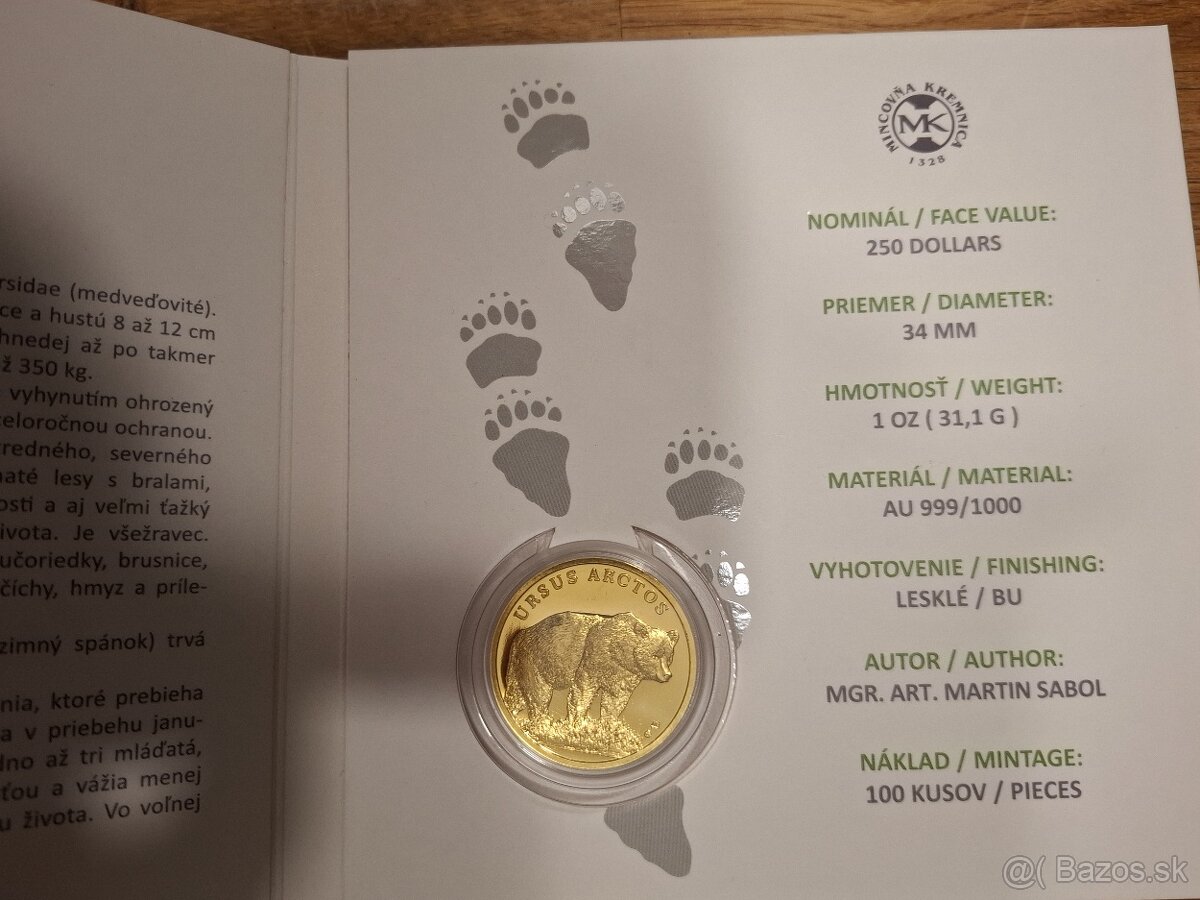 rsidae (medveďovité).
ce a hustú 8 až 12 cm
hnedej až po takmer
ž 350 kg.
vyhynutím ohrozený
eloročnou ochranou.
redného, severného
naté lesy s bralami,
osti a aj veľmi ťažký
ivota. Je všežravec.
učoriedky, brusnice,
číchy, hmyz a príle-
zimný spánok) trvá
nia, ktoré prebieha
a v priebehu janu-
dno až tri mláďatá,
ťou a vážia menej
u života. Vo voľnej
MINCOVŇA KREMNICA
MK
1328
NOMINÁL / FACE VALUE:
250 DOLLARS
PRIEMER / DIAMETER:
34 MM
HMOTNOSŤ / WEIGHT:
1 OZ ( 31,1 G )
MATERIÁL / MATERIAL:
AU 999/1000
VYHOTOVENIE / FINISHING:
LESKLÉ / BU
AUTOR / AUTHOR:
MGR. ART. MARTIN SABOL
NÁKLAD / MINTAGE:
100 KUSOV / PIECES
URSUS ARCTOS
@( Bazos.sk